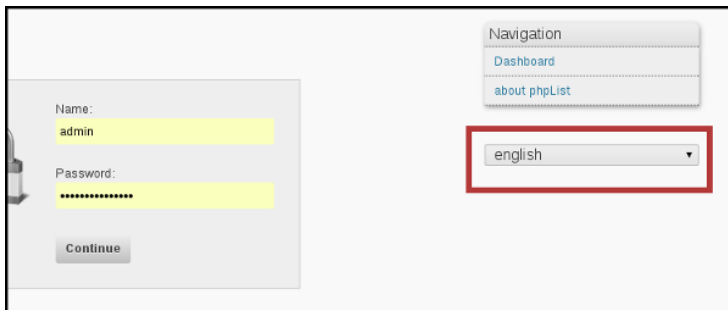 Navigation
Dashboard
about phpList
Name:
admin
Password:
•••••••••••••••
Continue
english